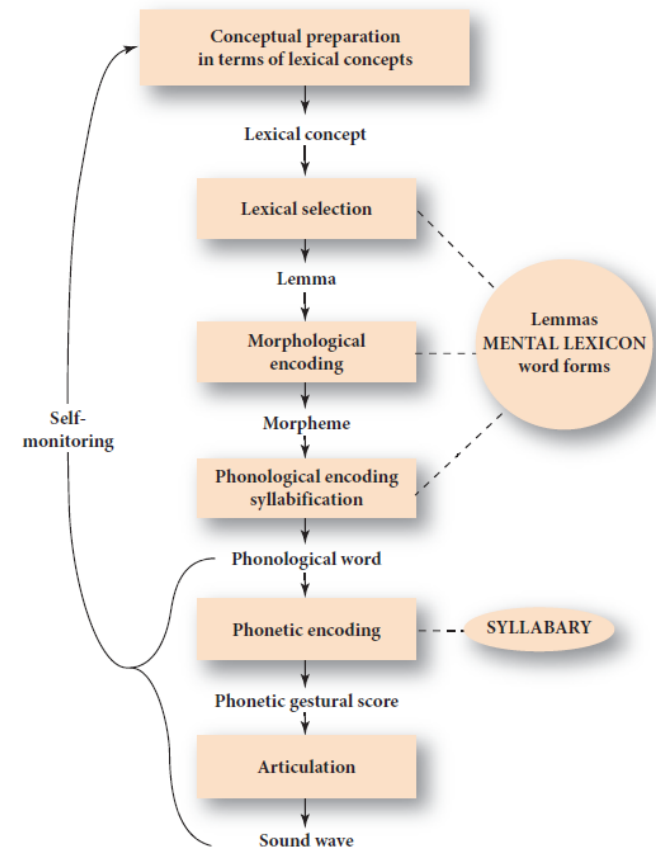 Conceptual preparation
in terms of lexical concepts
Lexical concept
Lexical selection
Lemma
Lemmas
MENTAL LEXICON
word forms
Morphological
encoding
Self-
monitoring
Morpheme
Phonological encoding
syllabification
Phonological word
Phonetic encoding
SYLLABARY
Phonetic gestural score
Articulation
Sound wave